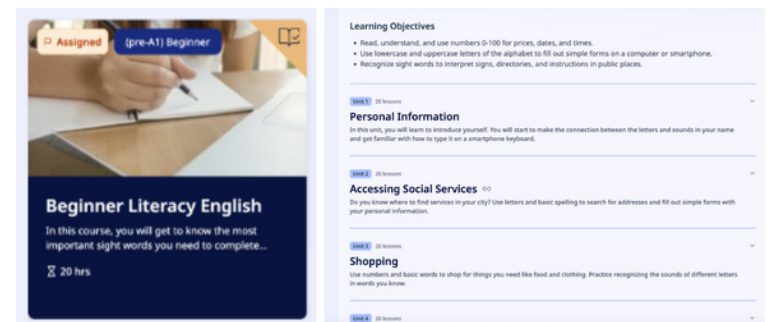 Assigned
(pre-A1) Beginner
Beginner Literacy English
In this course, you will get to know the most
important sight words you need to complete...
20 hrs
Learning Objectives
• Read, understand, and use numbers 0-100 for prices, dates, and times.
• Use lowercase and uppercase letters of the alphabet to fill out simple forms on a computer or smartphone.
• Recognize sight words to interpret signs, directories, and instructions in public places.
Unit 1 20 lessons
Personal Information
In this unit, you will learn to introduce yourself. You will start to make the connection between the letters and sounds in your name
and get familiar with how to type it on a smartphone keyboard.
Unit 2 20 lessons
Accessing Social Services
Do you know where to find services in your city? Use letters and basic spelling to search for addresses and fill out simple forms with
your personal information.
Unit 3 20 lessons
Shopping
Use numbers and basic words to shop for things you need like food and clothing. Practice recognizing the sounds of different letters
in words you know.
Unit 4 20 lessons